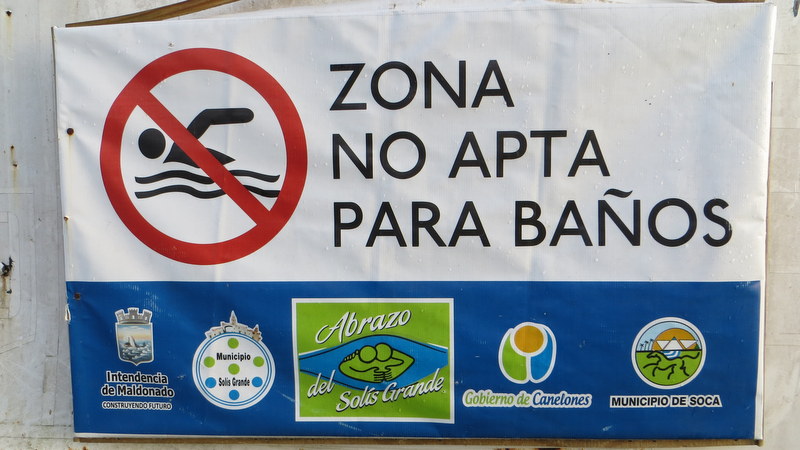 ZONA
NO APTA
PARA BAÑOS
Intendencia
de Maldonado
CONSTRUYENDO FUTURO
Municipio
Solís Grande
Abrazo
del Solís Grande
Gobierno de Canelones
MUNICIPIO DE SOCA